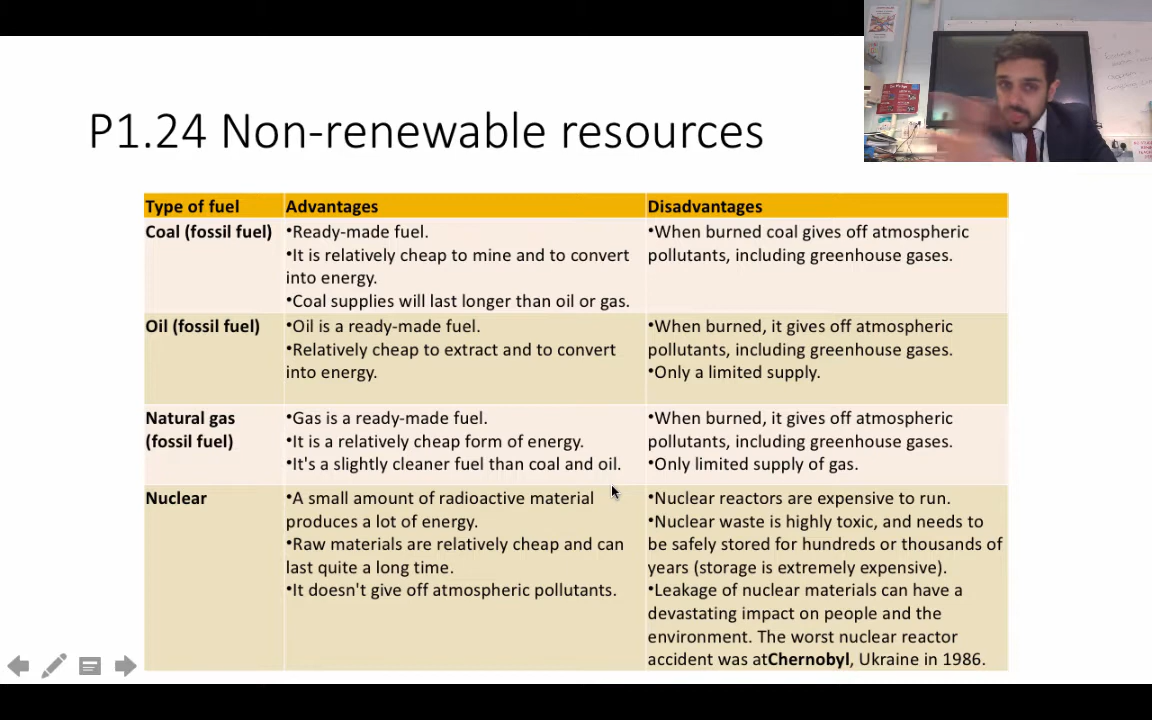 P1.24 Non-renewable resources
Type of fuel
Advantages
Disadvantages
Coal (fossil fuel)
•Ready-made fuel.
•It is relatively cheap to mine and to convert
into energy.
•Coal supplies will last longer than oil or gas.
•When burned coal gives off atmospheric
pollutants, including greenhouse gases.
Oil (fossil fuel)
•Oil is a ready-made fuel.
•Relatively cheap to extract and to convert
into energy.
•When burned, it gives off atmospheric
pollutants, including greenhouse gases.
•Only a limited supply.
Natural gas
(fossil fuel)
•Gas is a ready-made fuel.
•It is a relatively cheap form of energy.
•It's a slightly cleaner fuel than coal and oil.
•When burned, it gives off atmospheric
pollutants, including greenhouse gases.
•Only limited supply of gas.
Nuclear
•A small amount of radioactive material
produces a lot of energy.
•Raw materials are relatively cheap and can
last quite a long time.
•It doesn't give off atmospheric pollutants.
•Nuclear reactors are expensive to run.
•Nuclear waste is highly toxic, and needs to
be safely stored for hundreds or thousands of
years (storage is extremely expensive).
•Leakage of nuclear materials can have a
devastating impact on people and the
environment. The worst nuclear reactor
accident was atChernobyl, Ukraine in 1986.